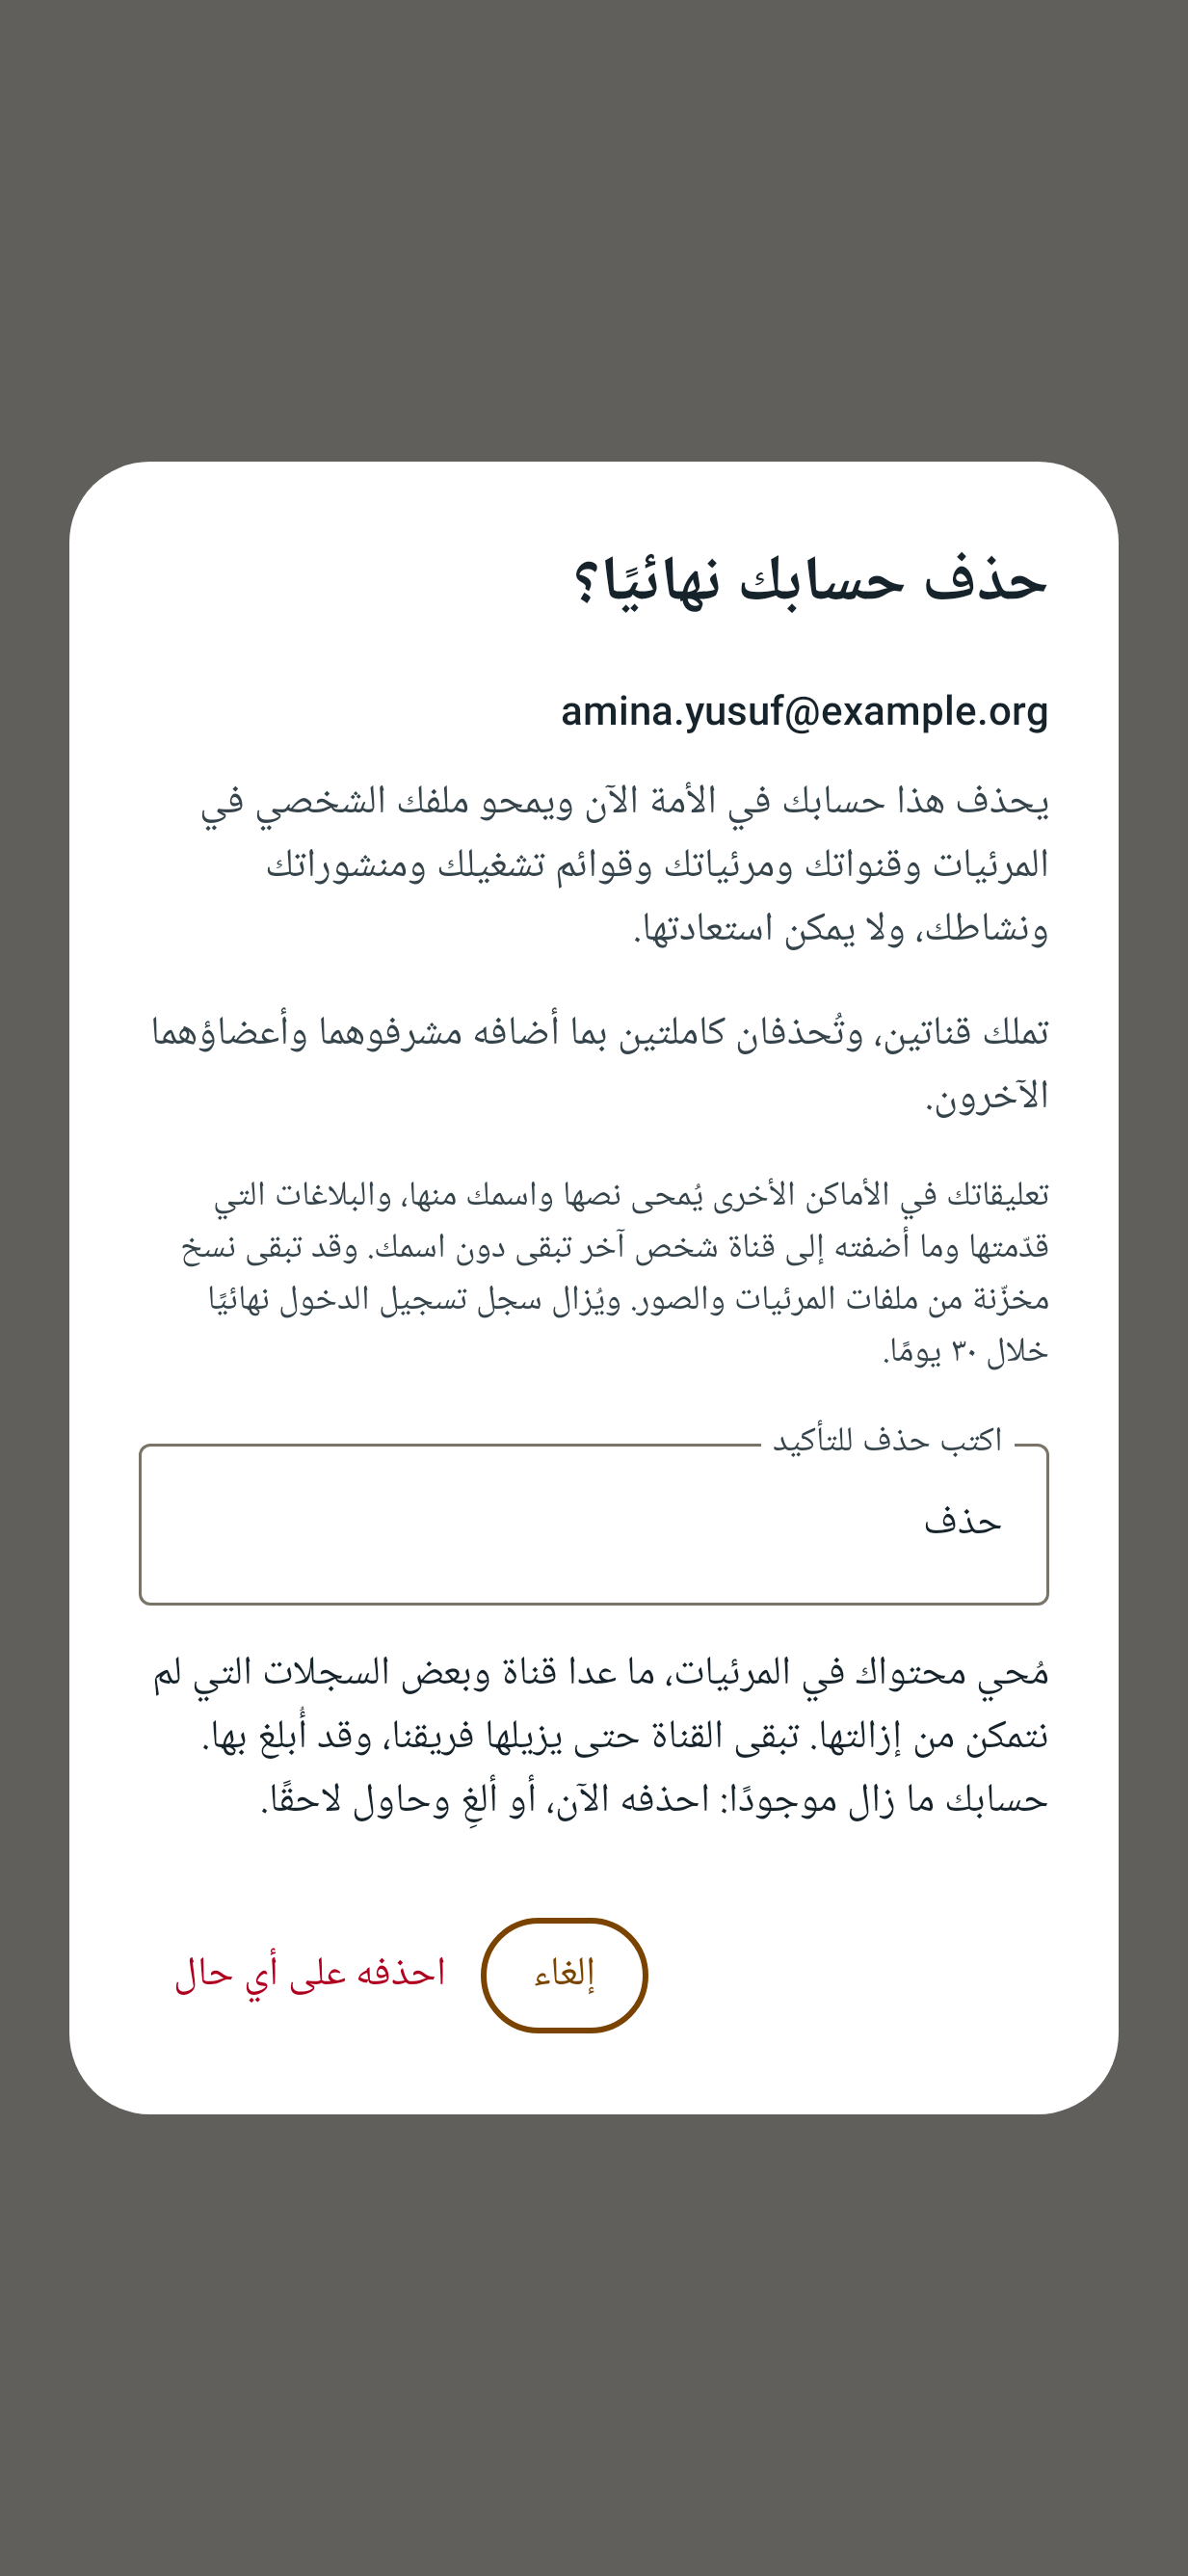 حذف حسابك نهائيًا؟
amina.yusuf@example.org
يحذف هذا حسابك في الأمة الآن ويمحو ملفك الشخصي في
المرئيات وقنواتك ومرئياتك وقوائم تشغيلك ومنشوراتك
ونشاطك، ولا يمكن استعادتها.
تملك قناتين، وتُحذفان كاملتين بما أضافه مشرفوهما وأعضاؤهما
الآخرون.
تعليقاتك في الأماكن الأخرى يُمحى نصها واسمك منها، والبلاغات التي
قدّمتها وما أضفته إلى قناة شخص آخر تبقى دون اسمك. وقد تبقى نسخ
مخزّنة من ملفات المرئيات والصور. ويُزال سجل تسجيل الدخول نهائيًا
خلال ٣٠ يومًا.
اكتب حذف للتأكيد
حذف
مُحي محتواك في المرئيات، ما عدا قناة وبعض السجلات التي لم
نتمكن من إزالتها. تبقى القناة حتى يزيلها فريقنا، وقد أُبلغ بها.
حسابك ما زال موجودًا: احذفه الآن، أو ألغِ وحاول لاحقًا.
إلغاء
احذفه على أي حال